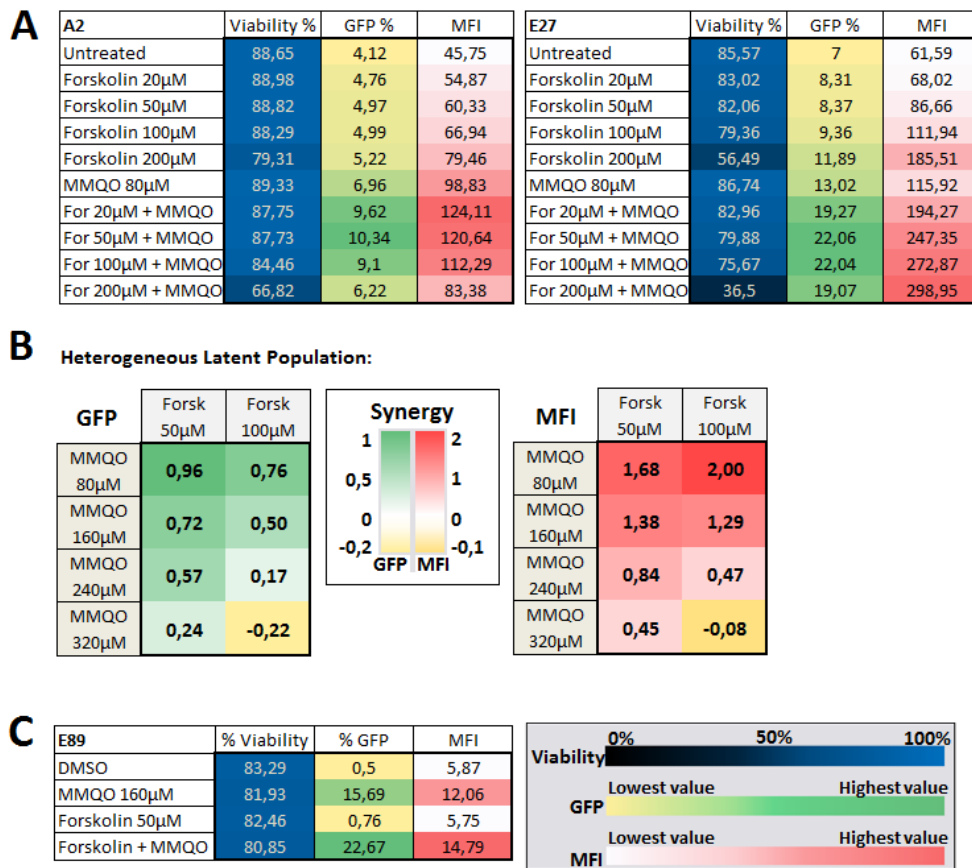 A
A2 Viability % GFP % MFI
Untreated 88,65 4,12 45,75
Forskolin 20µM 88,98 4,76 54,87
Forskolin 50µM 88,82 4,97 60,33
Forskolin 100µM 88,29 4,99 66,94
Forskolin 200µM 79,31 5,22 79,46
MMQO 80µM 89,33 6,96 98,83
For 20µM + MMQO 87,75 9,62 124,11
For 50µM + MMQO 87,73 10,34 120,64
For 100µM + MMQO 84,46 9,1 112,29
For 200µM + MMQO 66,82 6,22 83,38
E27 Viability % GFP % MFI
Untreated 85,57 7 61,59
Forskolin 20µM 83,02 8,31 68,02
Forskolin 50µM 82,06 8,37 86,66
Forskolin 100µM 79,36 9,36 111,94
Forskolin 200µM 56,49 11,89 185,51
MMQO 80µM 86,74 13,02 115,92
For 20µM + MMQO 82,96 19,27 194,27
For 50µM + MMQO 79,88 22,06 247,35
For 100µM + MMQO 75,67 22,04 272,87
For 200µM + MMQO 36,5 19,07 298,95
B
Heterogeneous Latent Population:
GFP
Forsk Forsk
50µM 100µM
MMQO
80µM 0,96 0,76
MMQO
160µM 0,72 0,50
MMQO
240µM 0,57 0,17
MMQO
320µM 0,24 -0,22
Synergy
1 2
0,5 1
0 0
-0,2 -0,1
GFP MFI
MFI
Forsk Forsk
50µM 100µM
MMQO
80µM 1,68 2,00
MMQO
160µM 1,38 1,29
MMQO
240µM 0,84 0,47
MMQO
320µM 0,45 -0,08
C
E89 % Viability % GFP MFI
DMSO 83,29 0,5 5,87
MMQO 160µM 81,93 15,69 12,06
Forskolin 50µM 82,46 0,76 5,75
Forskolin + MMQO 80,85 22,67 14,79
0% 50% 100%
Viability
Lowest value Highest value
GFP
Lowest value Highest value
MFI